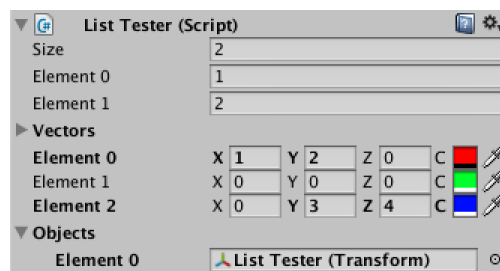 List Tester (Script)
Size 2
Element 0 1
Element 1 2
Vectors
Element 0 X 1 Y 2 Z 0 C
Element 1 X 0 Y 0 Z 0 C
Element 2 X 0 Y 3 Z 4 C
Objects
Element 0 List Tester (Transform)